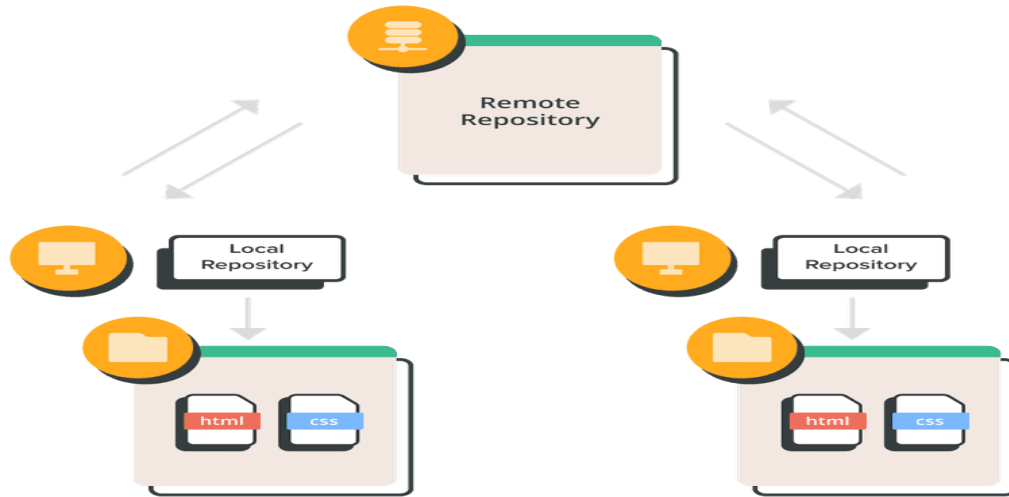 Remote
Repository
Local
Repository
Local
Repository
html
css
html
css